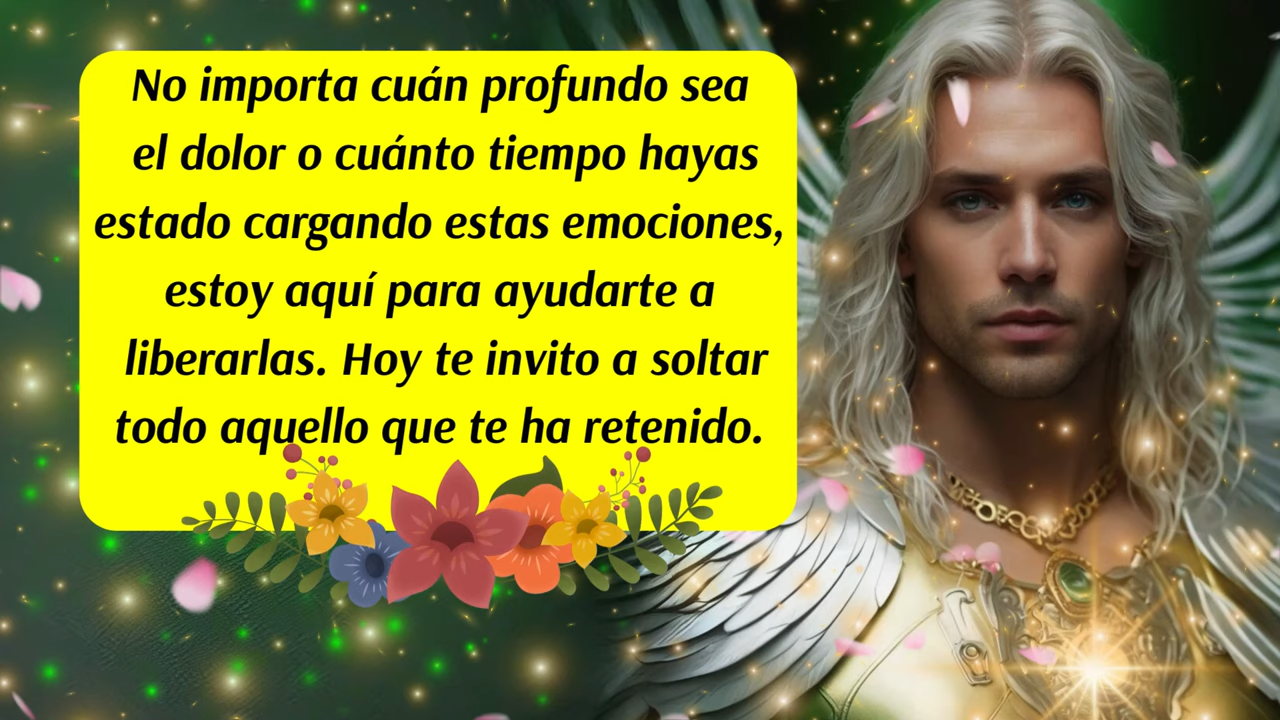 No importa cuán profundo sea
el dolor o cuánto tiempo hayas
estado cargando estas emociones,
estoy aquí para ayudarte a
liberarlas. Hoy te invito a soltar
todo aquello que te ha retenido.